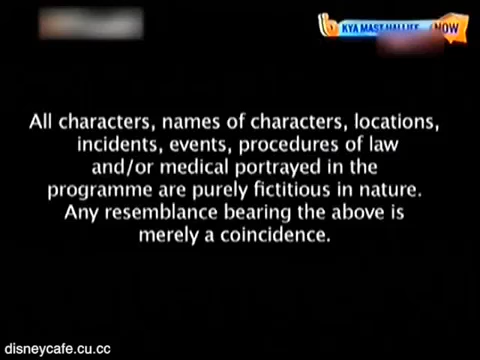 KYA MAST HAI LIFE NOW
All characters, names of characters, locations,
incidents, events, procedures of law
and/or medical portrayed in the
programme are purely fictitious in nature.
Any resemblance bearing the above is
merely a coincidence.
disneycafe.cu.cc